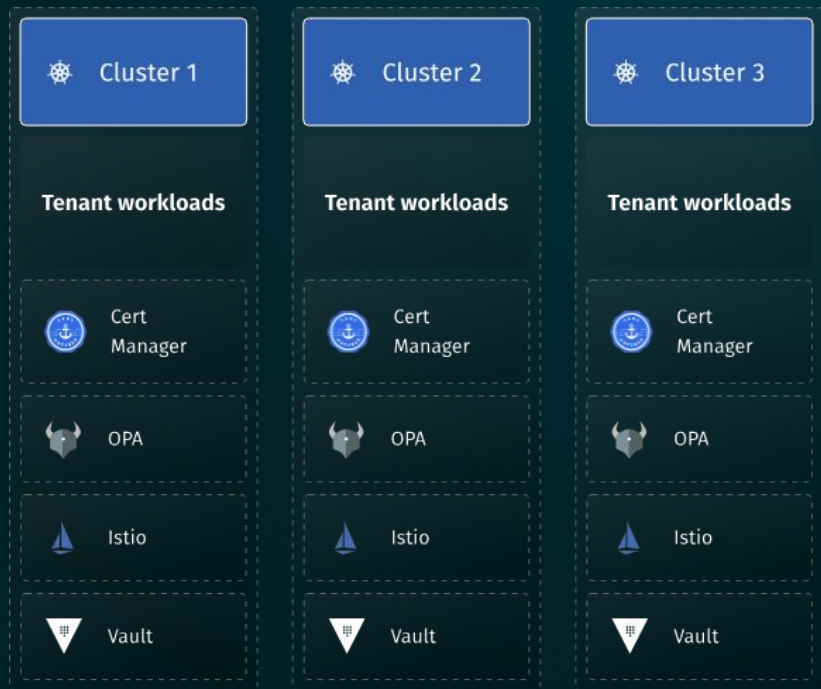 Cluster 1
Tenant workloads
Cert
Manager
OPA
Istio
Vault
Cluster 2
Tenant workloads
Cert
Manager
OPA
Istio
Vault
Cluster 3
Tenant workloads
Cert
Manager
OPA
Istio
Vault